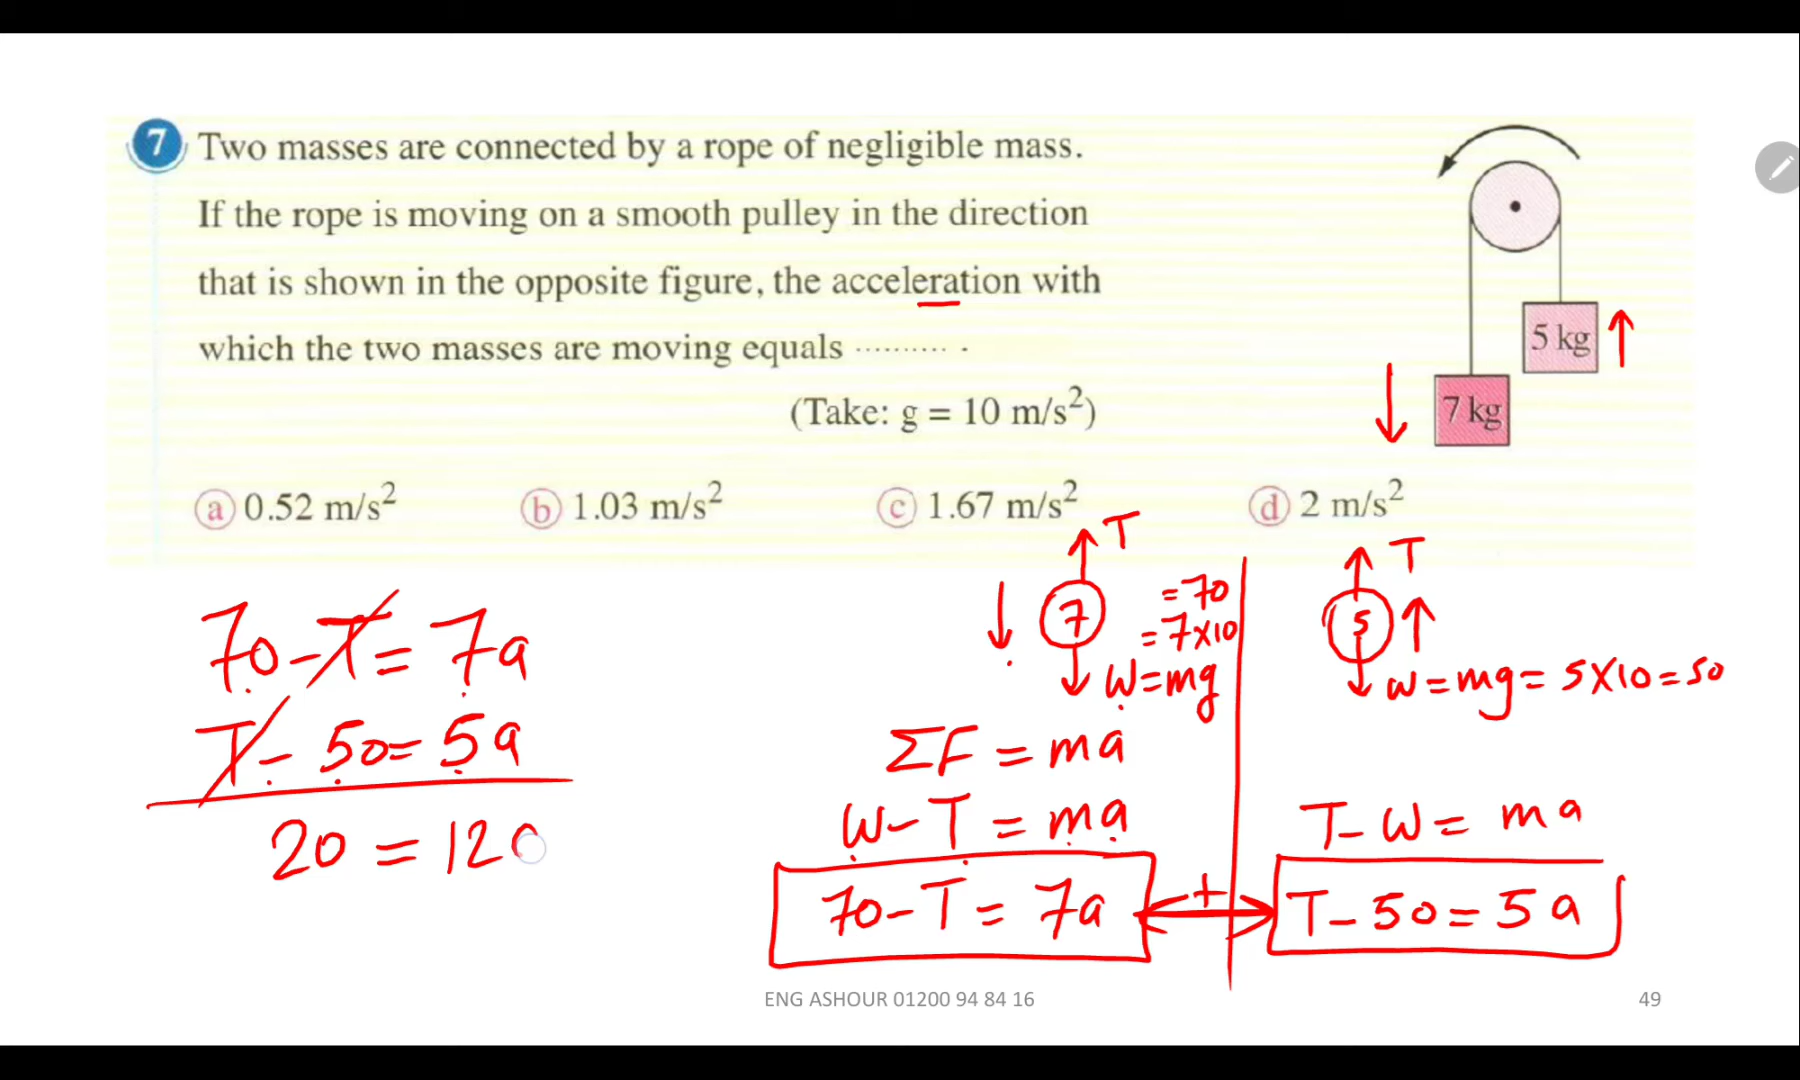 7 Two masses are connected by a rope of negligible mass.
If the rope is moving on a smooth pulley in the direction
that is shown in the opposite figure, the acceleration with
which the two masses are moving equals .......... .
(Take: g = 10 m/s²)
5 kg
7 kg
a 0.52 m/s²
b 1.03 m/s²
c 1.67 m/s²
d 2 m/s²
70 - T = 7a
T - 50 = 5a
20 = 12a
T
7
= 70
= 7×10
W = mg
ΣF = ma
W - T = ma
70 - T = 7a
+
T
5
W = mg = 5×10 = 50
T - W = ma
T - 50 = 5a
ENG ASHOUR 01200 94 84 16
49